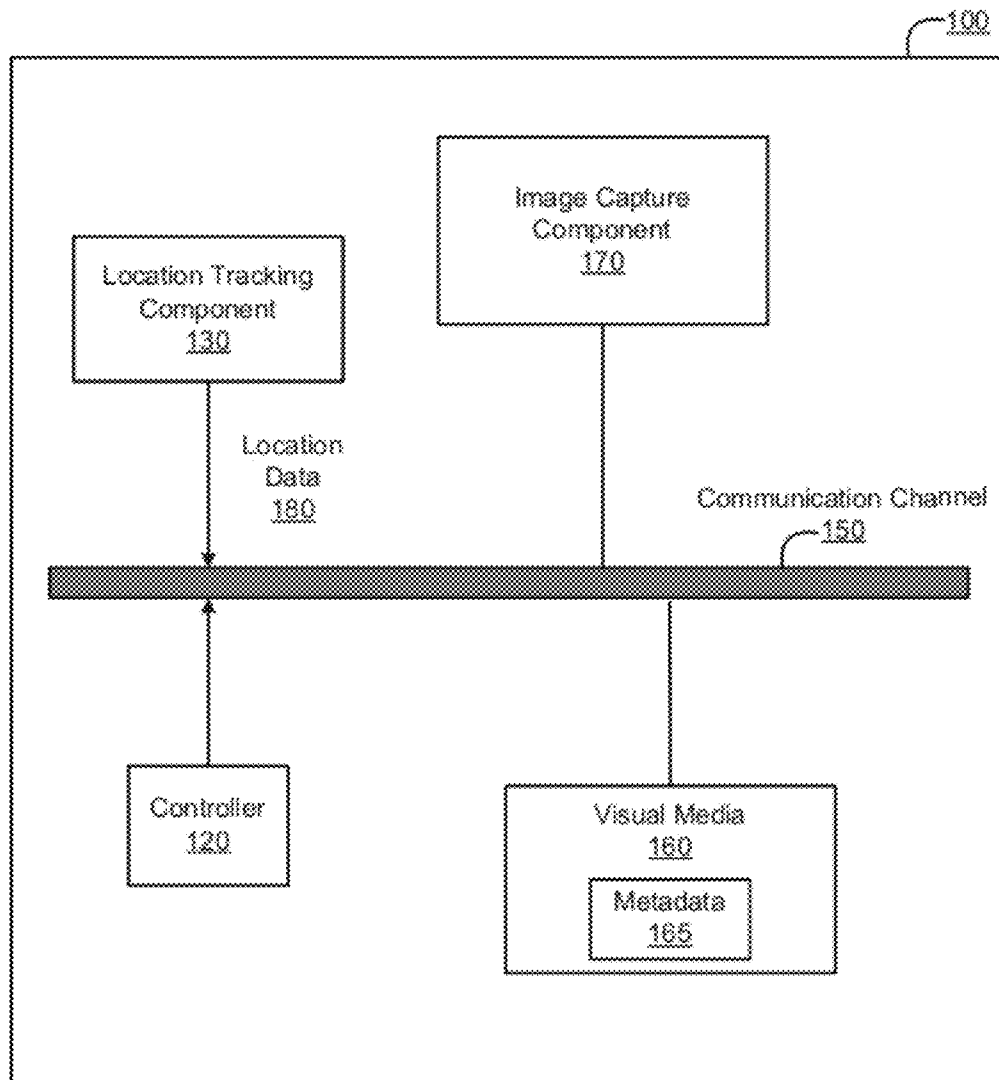 100
Image Capture
Component
170
Location Tracking
Component
130
Location
Data
180
Communication Channel
150
Controller
120
Visual Media
160
Metadata
165